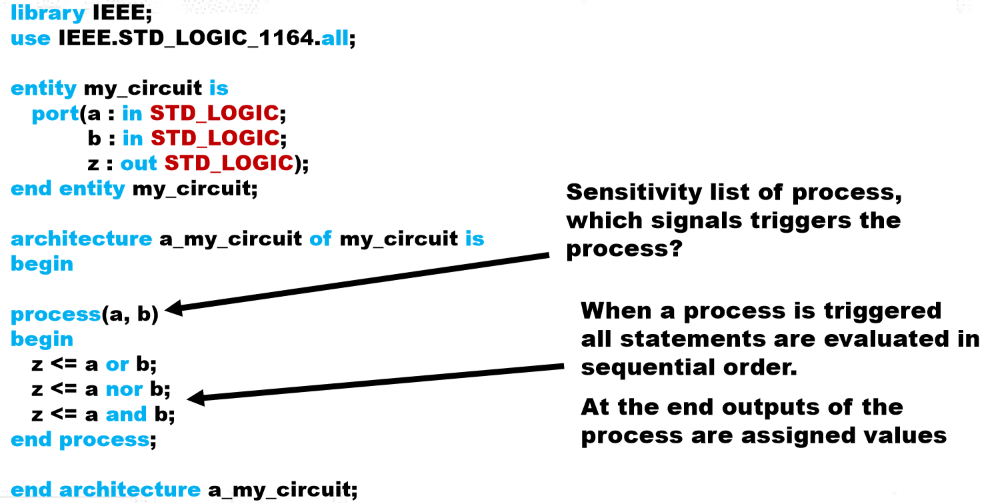 library IEEE;
use IEEE.STD_LOGIC_1164.all;
entity my_circuit is
port(a : in STD_LOGIC;
b : in STD_LOGIC;
z : out STD_LOGIC);
end entity my_circuit;
architecture a_my_circuit of my_circuit is
begin
process(a, b)
begin
z <= a or b;
z <= a nor b;
z <= a and b;
end process;
end architecture a_my_circuit;
Sensitivity list of process,
which signals triggers the
process?
When a process is triggered
all statements are evaluated in
sequential order.
At the end outputs of the
process are assigned values